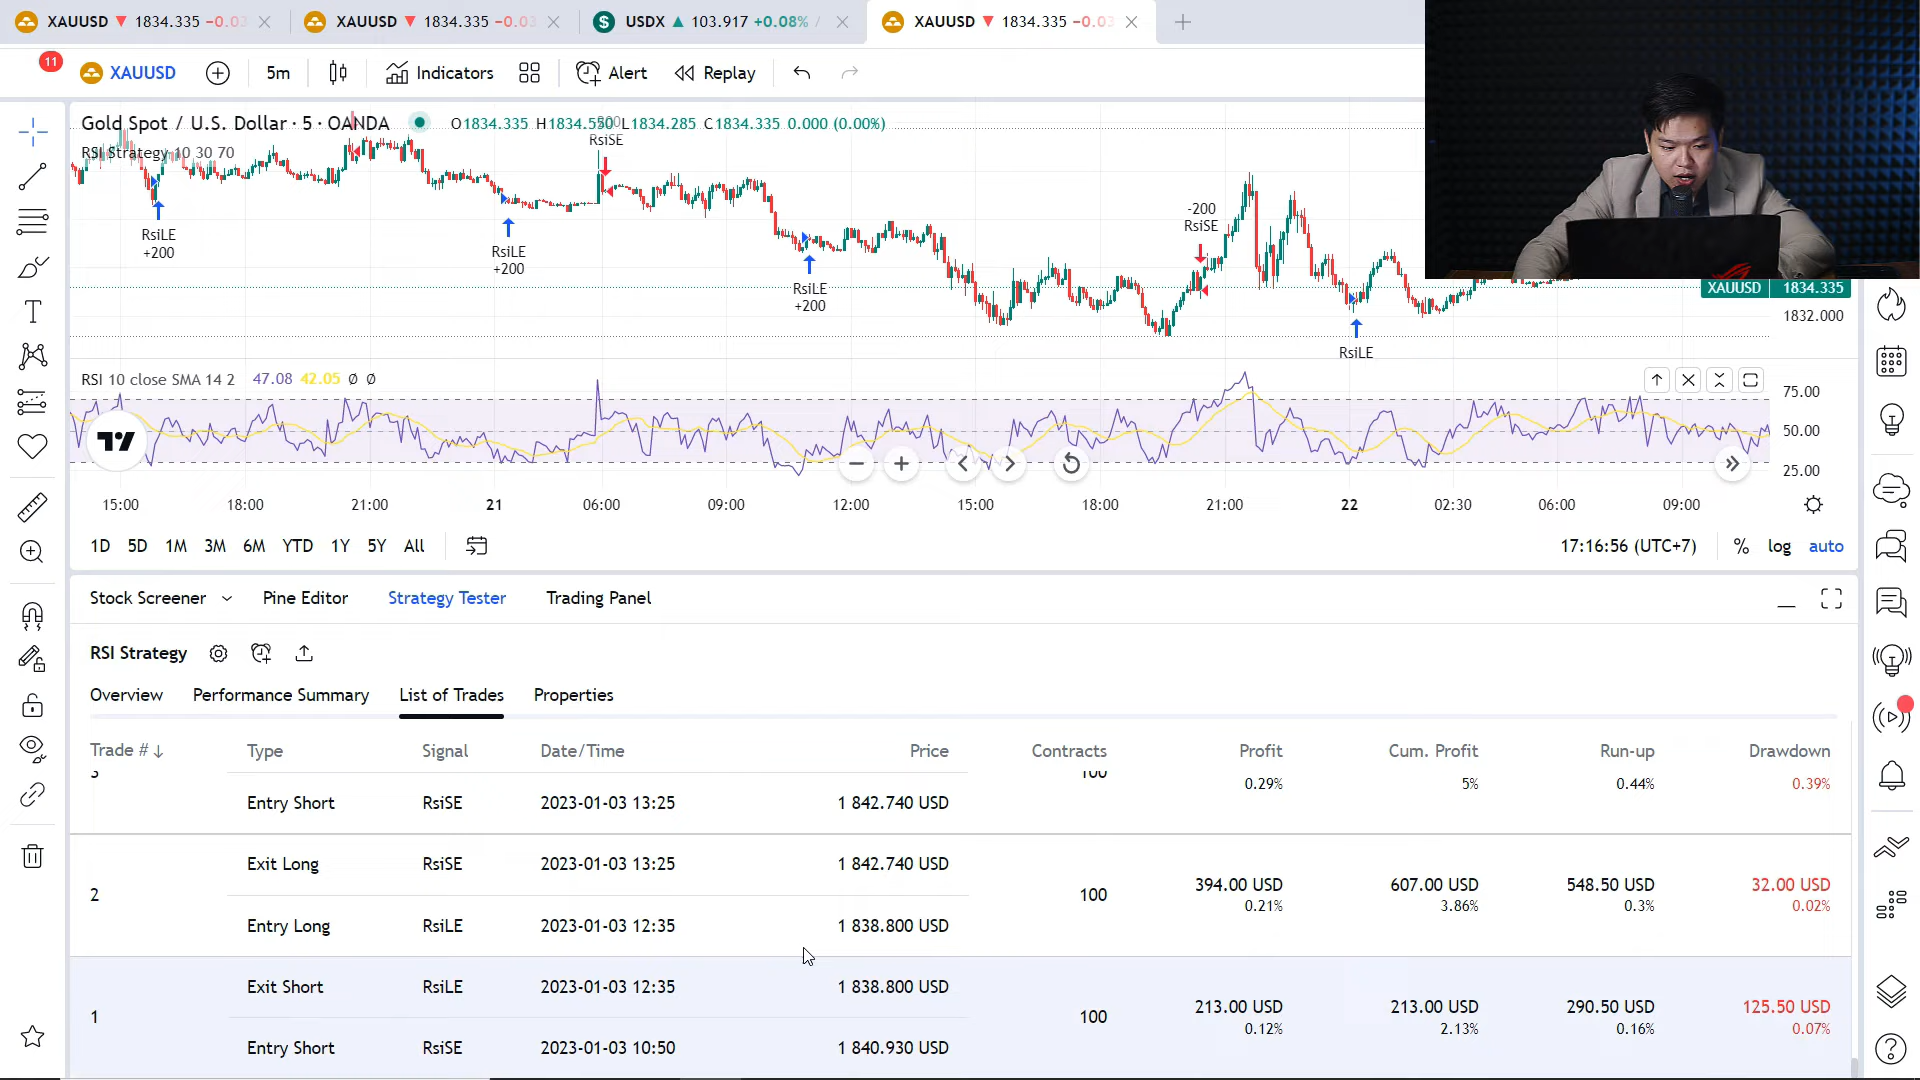 XAUUSD ▼ 1834.335 −0.03
XAUUSD ▼ 1834.335 −0.03
$ USDX ▲ 103.917 +0.08% /
XAUUSD ▼ 1834.335 −0.03
11
XAUUSD 5m Indicators Alert Replay
Gold Spot / U.S. Dollar · 5 · OANDA O1834.335 H1834.550 L1834.285 C1834.335 0.000 (0.00%)
RSI Strategy 10 30 70
RsiSE
-200
RsiSE
RsiLE
+200
RsiLE
+200
RsiLE
+200
RsiLE
XAUUSD 1834.335
1832.000
RSI 10 close SMA 14 2 47.08 42.05 Ø Ø
75.00
50.00
25.00
15:00 18:00 21:00 21 06:00 09:00 12:00 15:00 18:00 21:00 22 02:30 06:00 09:00
1D 5D 1M 3M 6M YTD 1Y 5Y All
17:16:56 (UTC+7) % log auto
Stock Screener Pine Editor Strategy Tester Trading Panel
RSI Strategy
Overview Performance Summary List of Trades Properties
Trade # ↓ Type Signal Date/Time Price Contracts Profit Cum. Profit Run-up Drawdown
3 100 0.29% 5% 0.44% 0.39%
Entry Short RsiSE 2023-01-03 13:25 1 842.740 USD
Exit Long RsiSE 2023-01-03 13:25 1 842.740 USD
2 100 394.00 USD 607.00 USD 548.50 USD 32.00 USD
0.21% 3.86% 0.3% 0.02%
Entry Long RsiLE 2023-01-03 12:35 1 838.800 USD
Exit Short RsiLE 2023-01-03 12:35 1 838.800 USD
1 100 213.00 USD 213.00 USD 290.50 USD 125.50 USD
0.12% 2.13% 0.16% 0.07%
Entry Short RsiSE 2023-01-03 10:50 1 840.930 USD